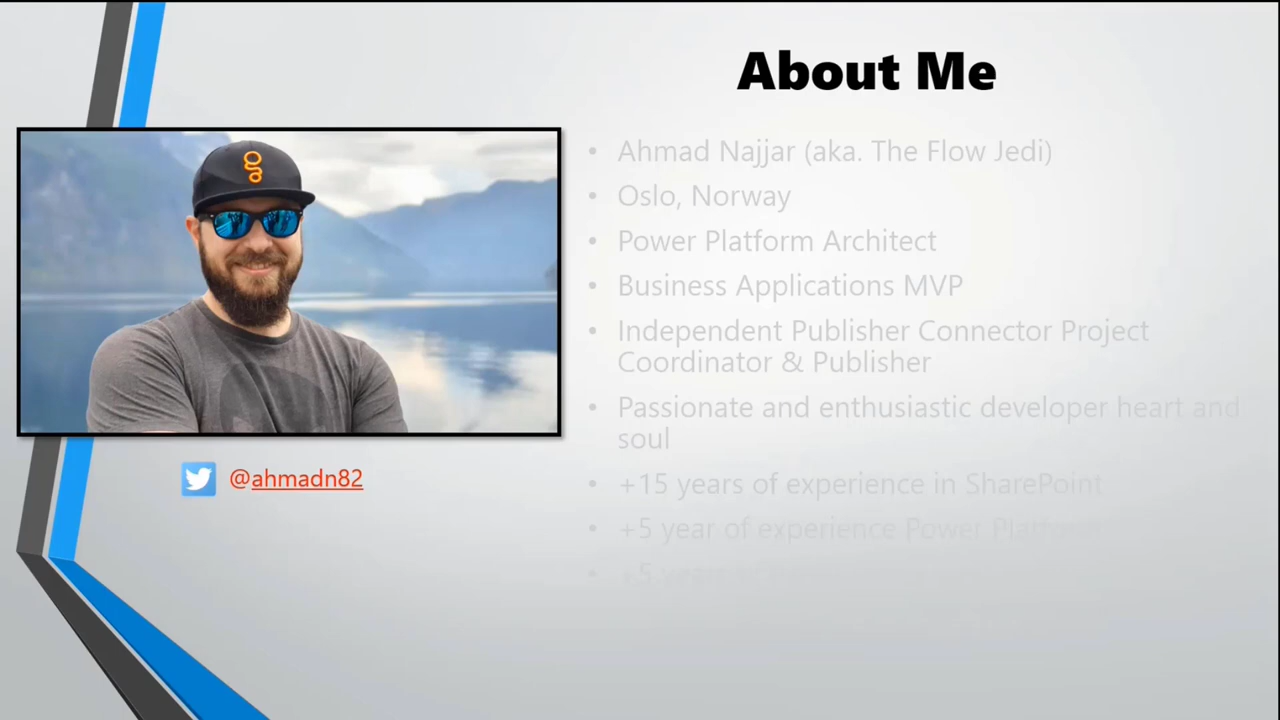 About Me
• Ahmad Najjar (aka. The Flow Jedi)
• Oslo, Norway
• Power Platform Architect
• Business Applications MVP
• Independent Publisher Connector Project
Coordinator & Publisher
• Passionate and enthusiastic developer heart and
soul
• +15 years of experience in SharePoint
• +5 year of experience Power Platform
• +5 years
@ahmadn82